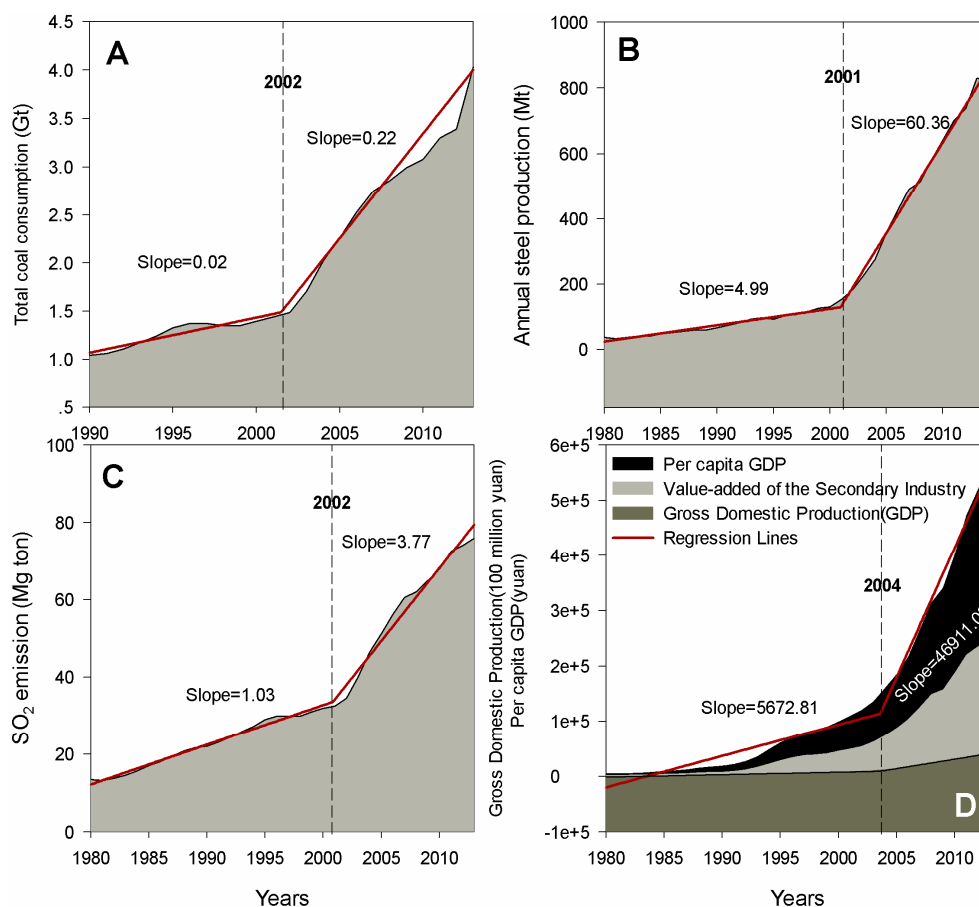 A
Total coal consumption (Gt)
4.5
4.0
3.5
3.0
2.5
2.0
1.5
1.0
.5
2002
Slope=0.22
Slope=0.02
1990 1995 2000 2005 2010
B
Annual steel production (Mt)
1000
800
600
400
200
0
2001
Slope=60.36
Slope=4.99
1980 1985 1990 1995 2000 2005 2010
C
SO2 emission (Mg ton)
100
80
60
40
20
0
2002
Slope=3.77
Slope=1.03
1980 1985 1990 1995 2000 2005 2010
Years
Gross Domestic Production(100 million yuan)
Per capita GDP(yuan)
6e+5
5e+5
4e+5
3e+5
2e+5
1e+5
0
-1e+5
Per capita GDP
Value-added of the Secondary Industry
Gross Domestic Production(GDP)
Regression Lines
2004
Slope=5672.81
D
1980 1985 1990 1995 2000 2005 2010
Years